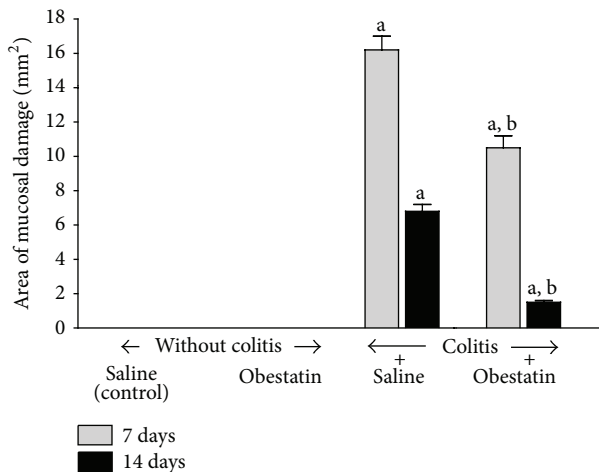 Area of mucosal damage (mm²)
18
16
14
12
10
8
6
4
2
0
a
a
a, b
a, b
← Without colitis →
← Colitis →
Saline
(control)
Obestatin
+
Saline
+
Obestatin
7 days
14 days